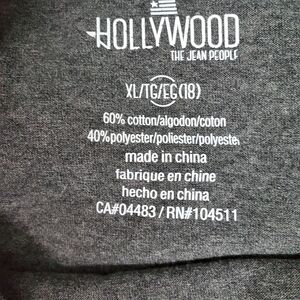 HOLLYWOOD
THE JEAN PEOPLE
XL/TG/EG(18)
60% cotton/algodon/coton
40%polyester/poliester/polyester
made in china
fabrique en chine
hecho en china
CA#04483 / RN#104511